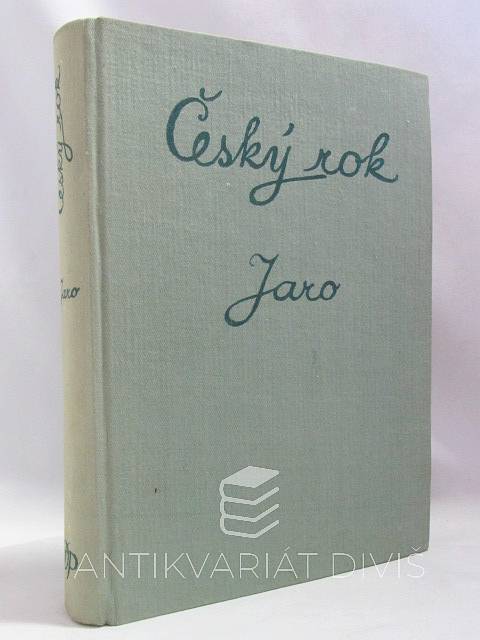 Český rok
Jaro
Český rok
Jaro
ANTIKVARIÁT DIVIŠ